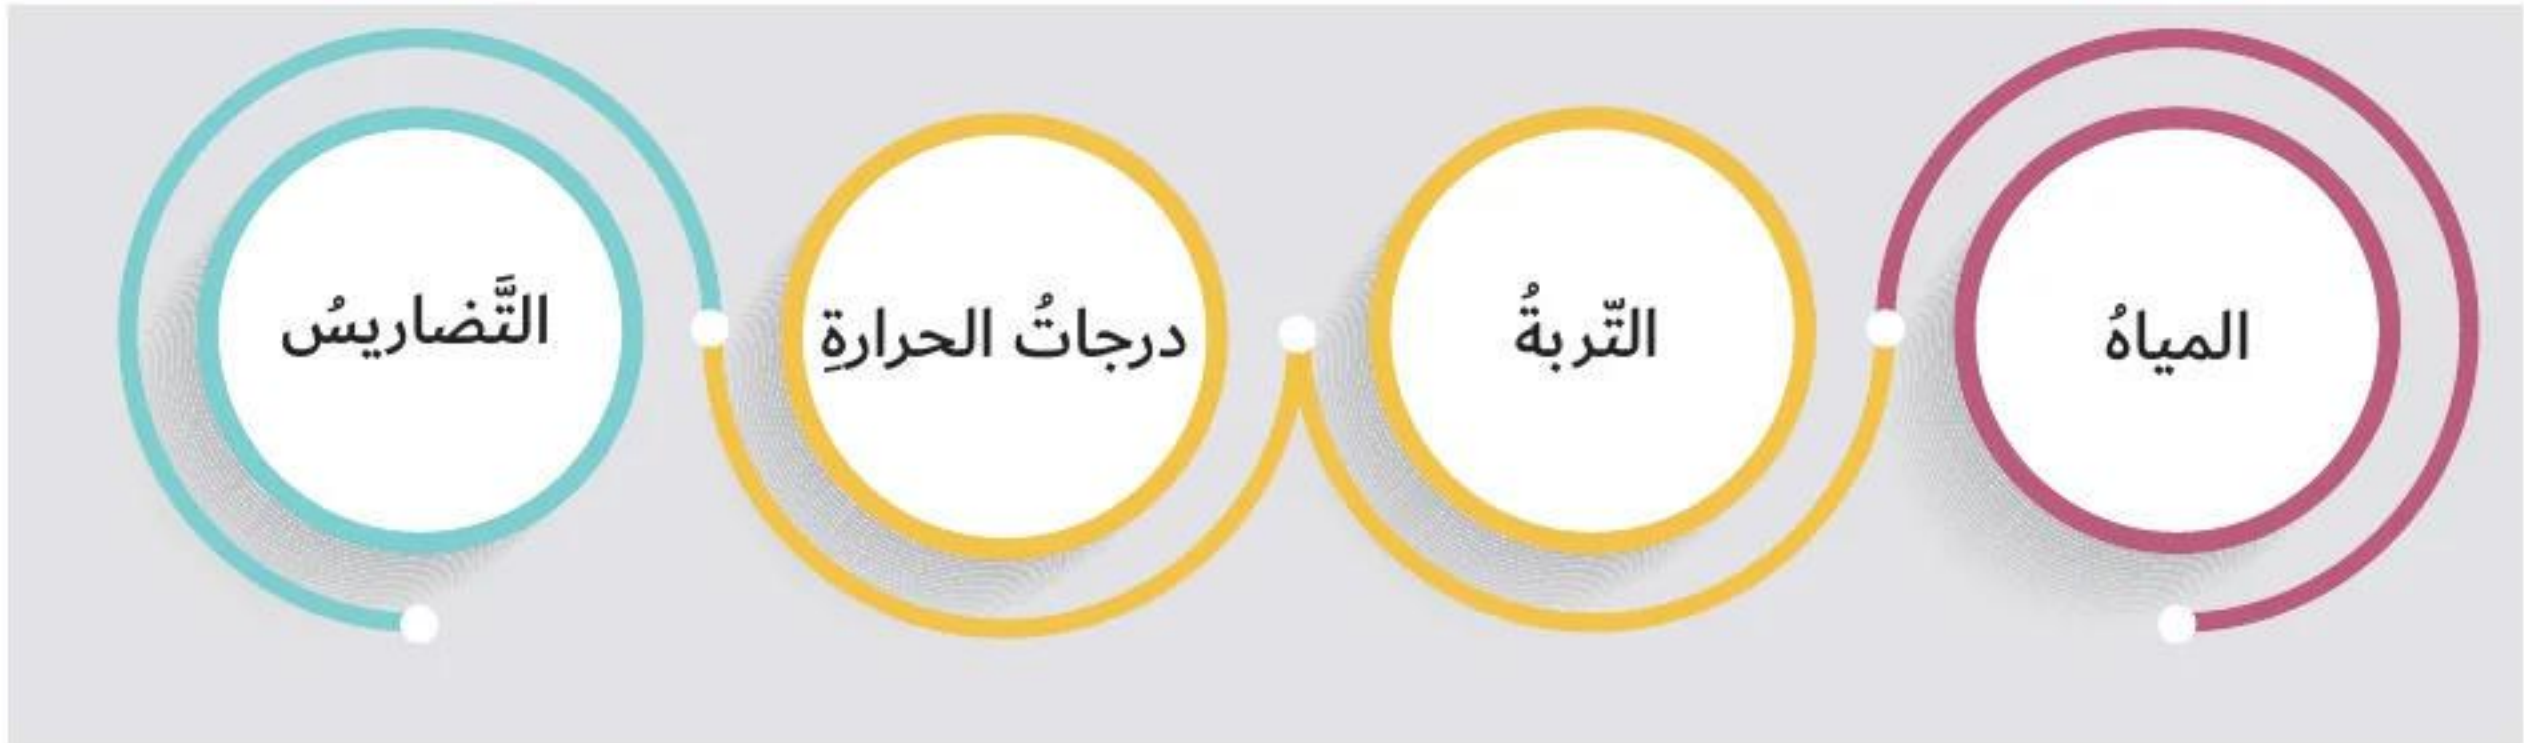 المياهُ
التّربةُ
درجاتُ الحرارةِ
التَّضاريسُ